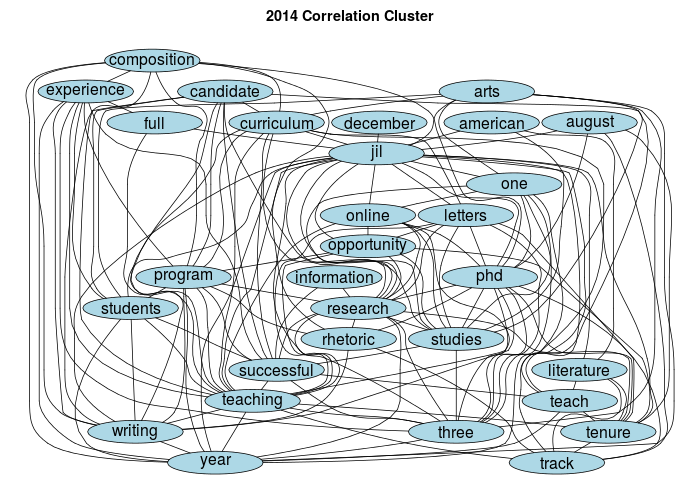 2014 Correlation Cluster
composition
experience
candidate
arts
full
curriculum
december
american
august
jil
one
online
letters
opportunity
program
information
phd
students
research
rhetoric
studies
successful
literature
teaching
teach
writing
three
tenure
year
track